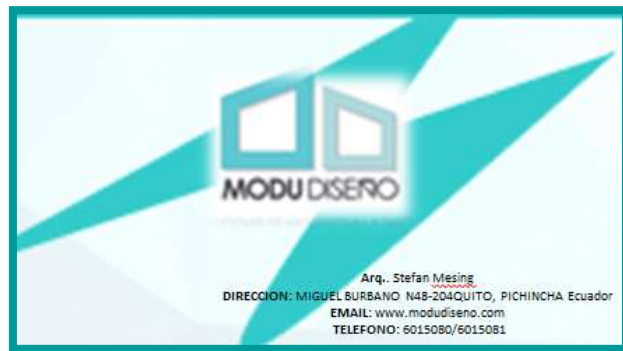 MODU DISEÑO
Arq.. Stefan Mesing
DIRECCION: MIGUEL BURBANO N48-204QUITO, PICHINCHA Ecuador
EMAIL: www.modudiseno.com
TELEFONO: 6015080/6015081